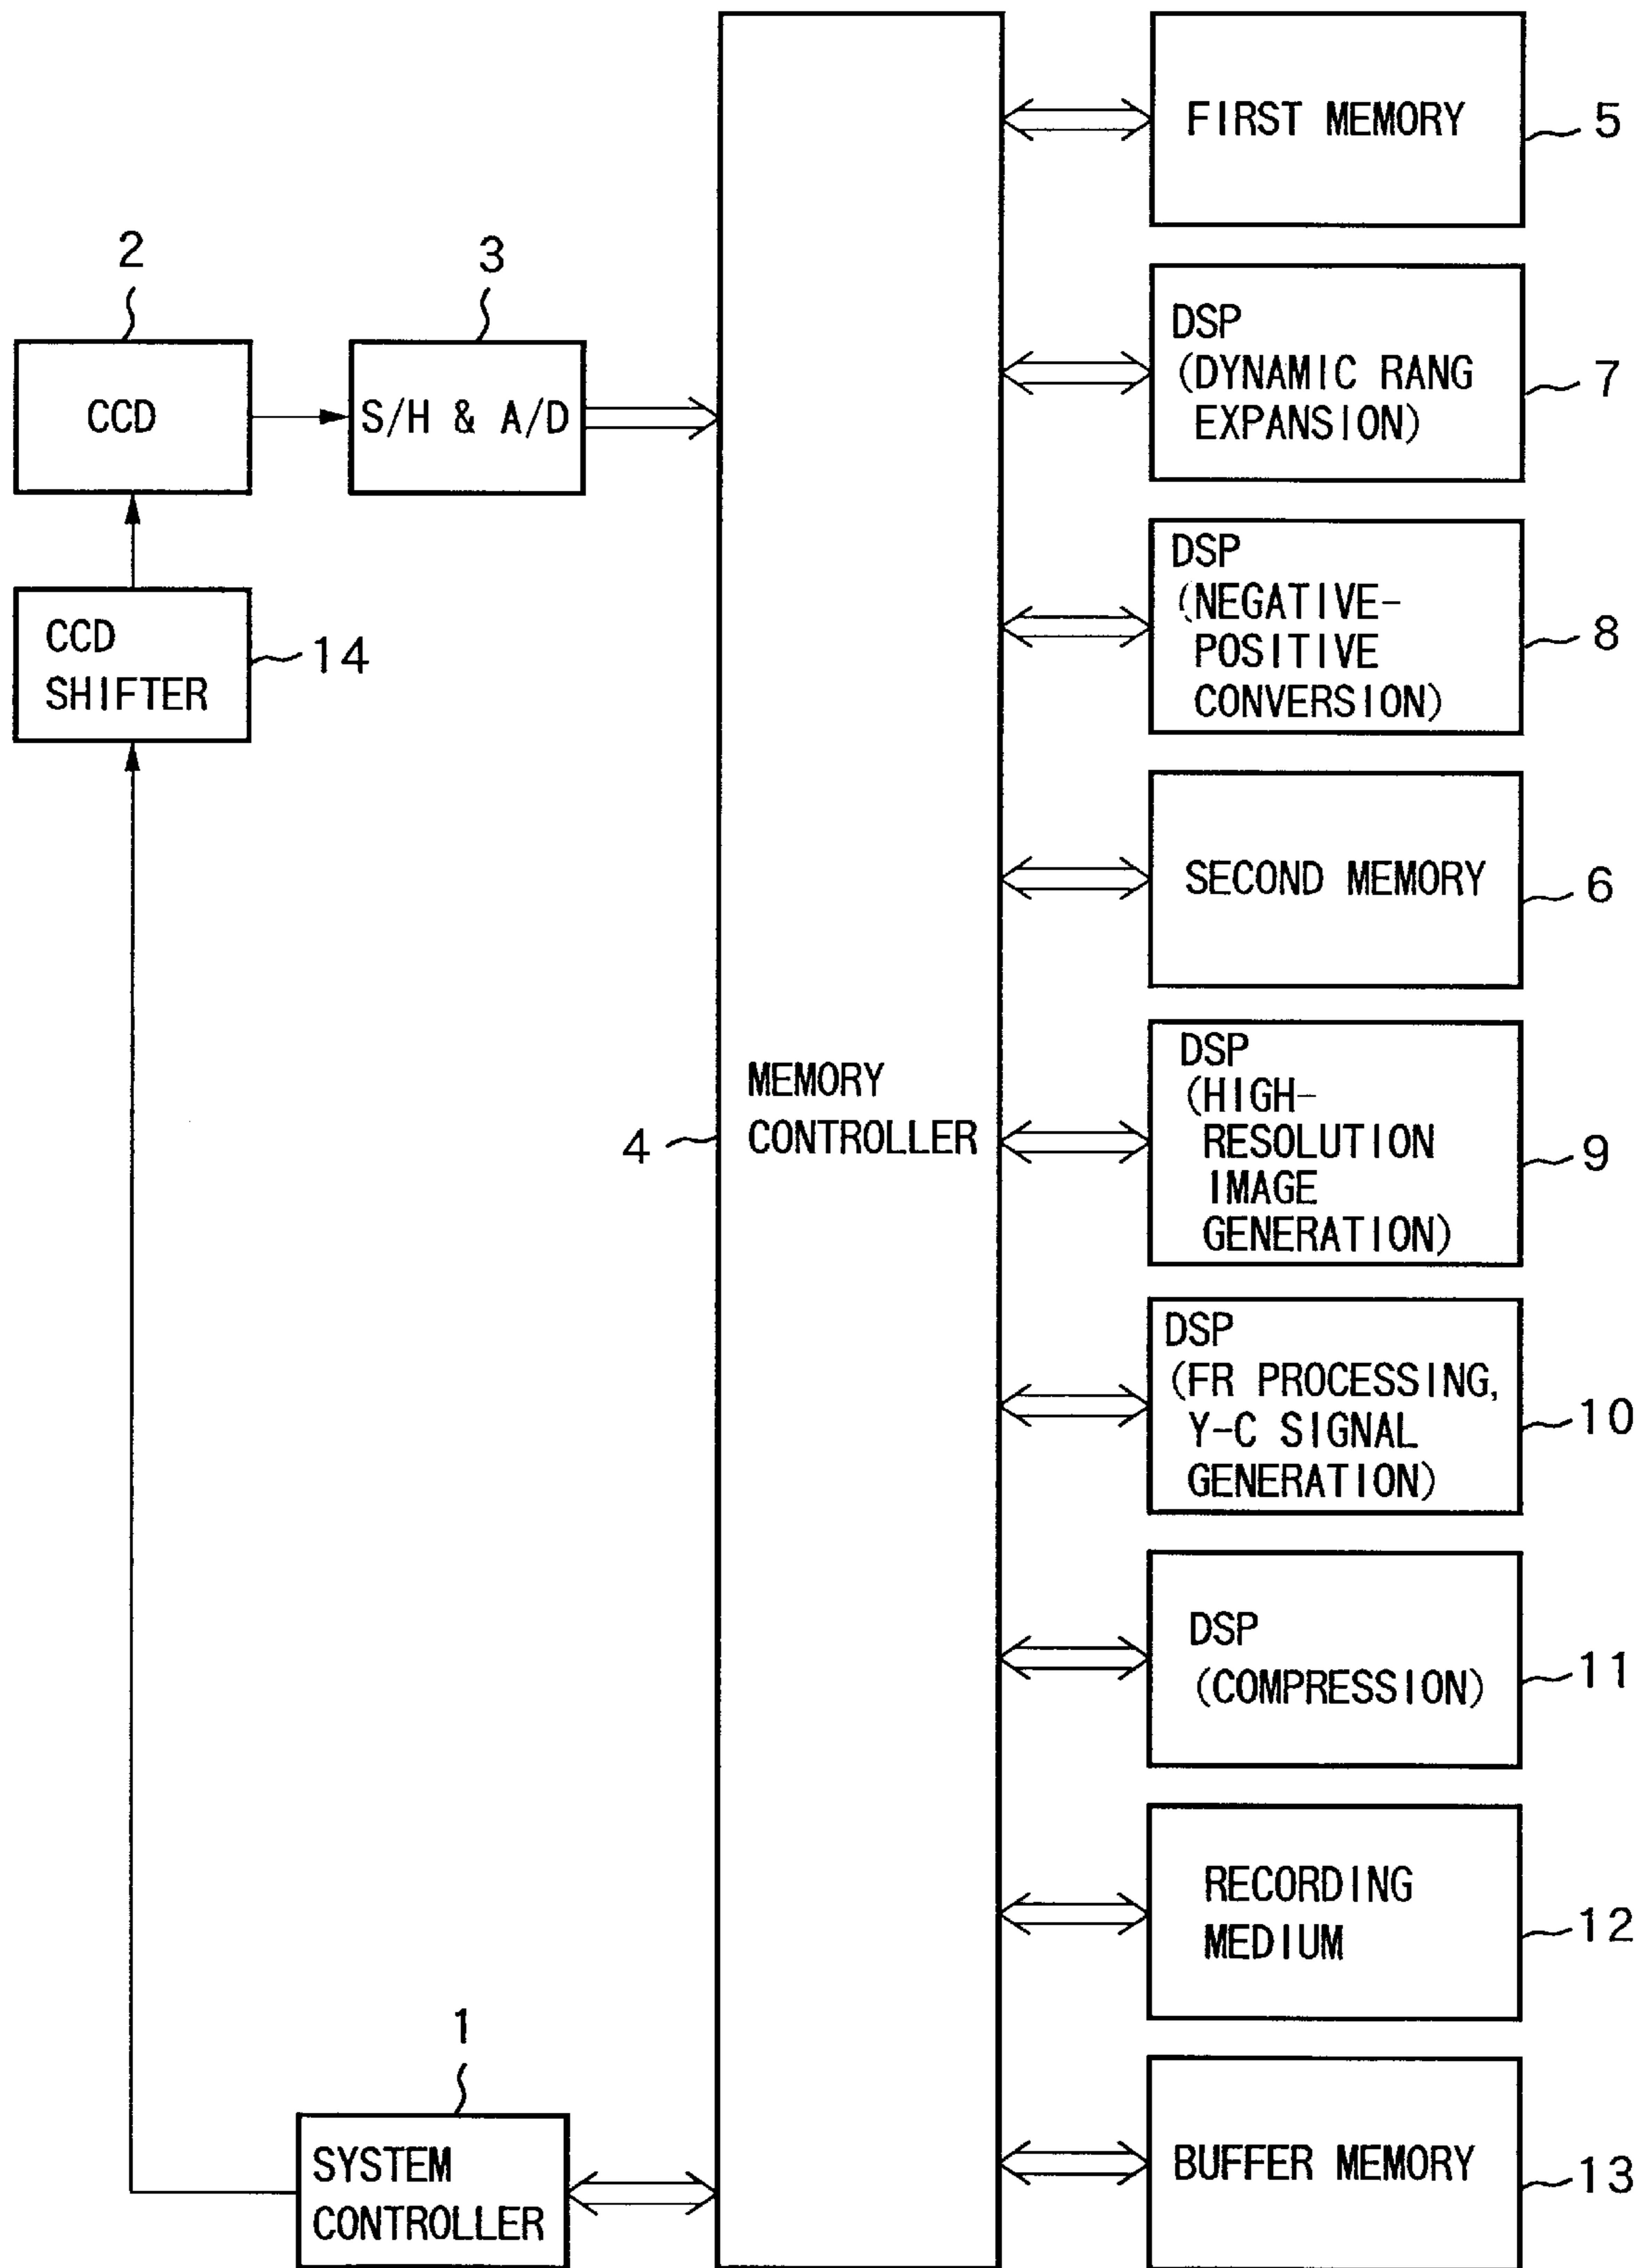 FIRST MEMORY
5
2
3
DSP
(DYNAMIC RANG
EXPANSION)
7
CCD
S/H & A/D
DSP
(NEGATIVE-
POSITIVE
CONVERSION)
8
CCD
SHIFTER
14
SECOND MEMORY
6
MEMORY
CONTROLLER
4
DSP
(HIGH-
RESOLUTION
IMAGE
GENERATION)
9
DSP
(FR PROCESSING,
Y-C SIGNAL
GENERATION)
10
DSP
(COMPRESSION)
11
RECORDING
MEDIUM
12
1
SYSTEM
CONTROLLER
BUFFER MEMORY
13